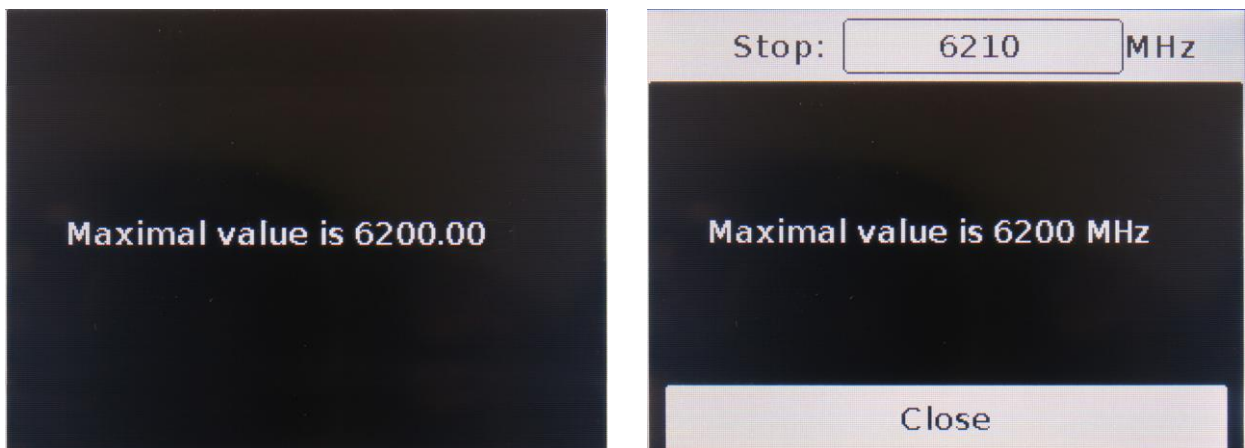 Maximal value is 6200.00
Stop: 6210 MHz
Maximal value is 6200 MHz
Close